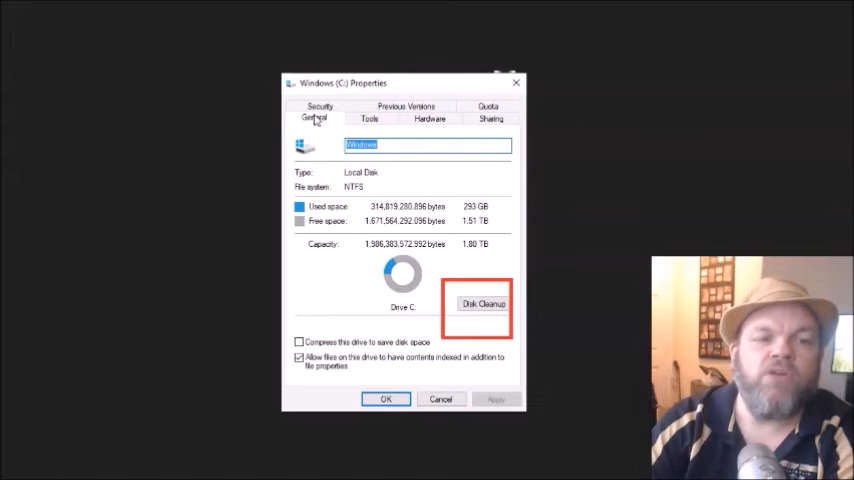 Windows (C:) Properties
Security Previous Versions Quota
General Tools Hardware Sharing
Windows
Type: Local Disk
File system: NTFS
Used space: 314,819,280,896 bytes 293 GB
Free space: 1,671,564,292,096 bytes 1.51 TB
Capacity: 1,986,383,572,992 bytes 1.80 TB
Drive C:
Disk Cleanup
Compress this drive to save disk space
Allow files on this drive to have contents indexed in addition to
file properties
OK Cancel Apply